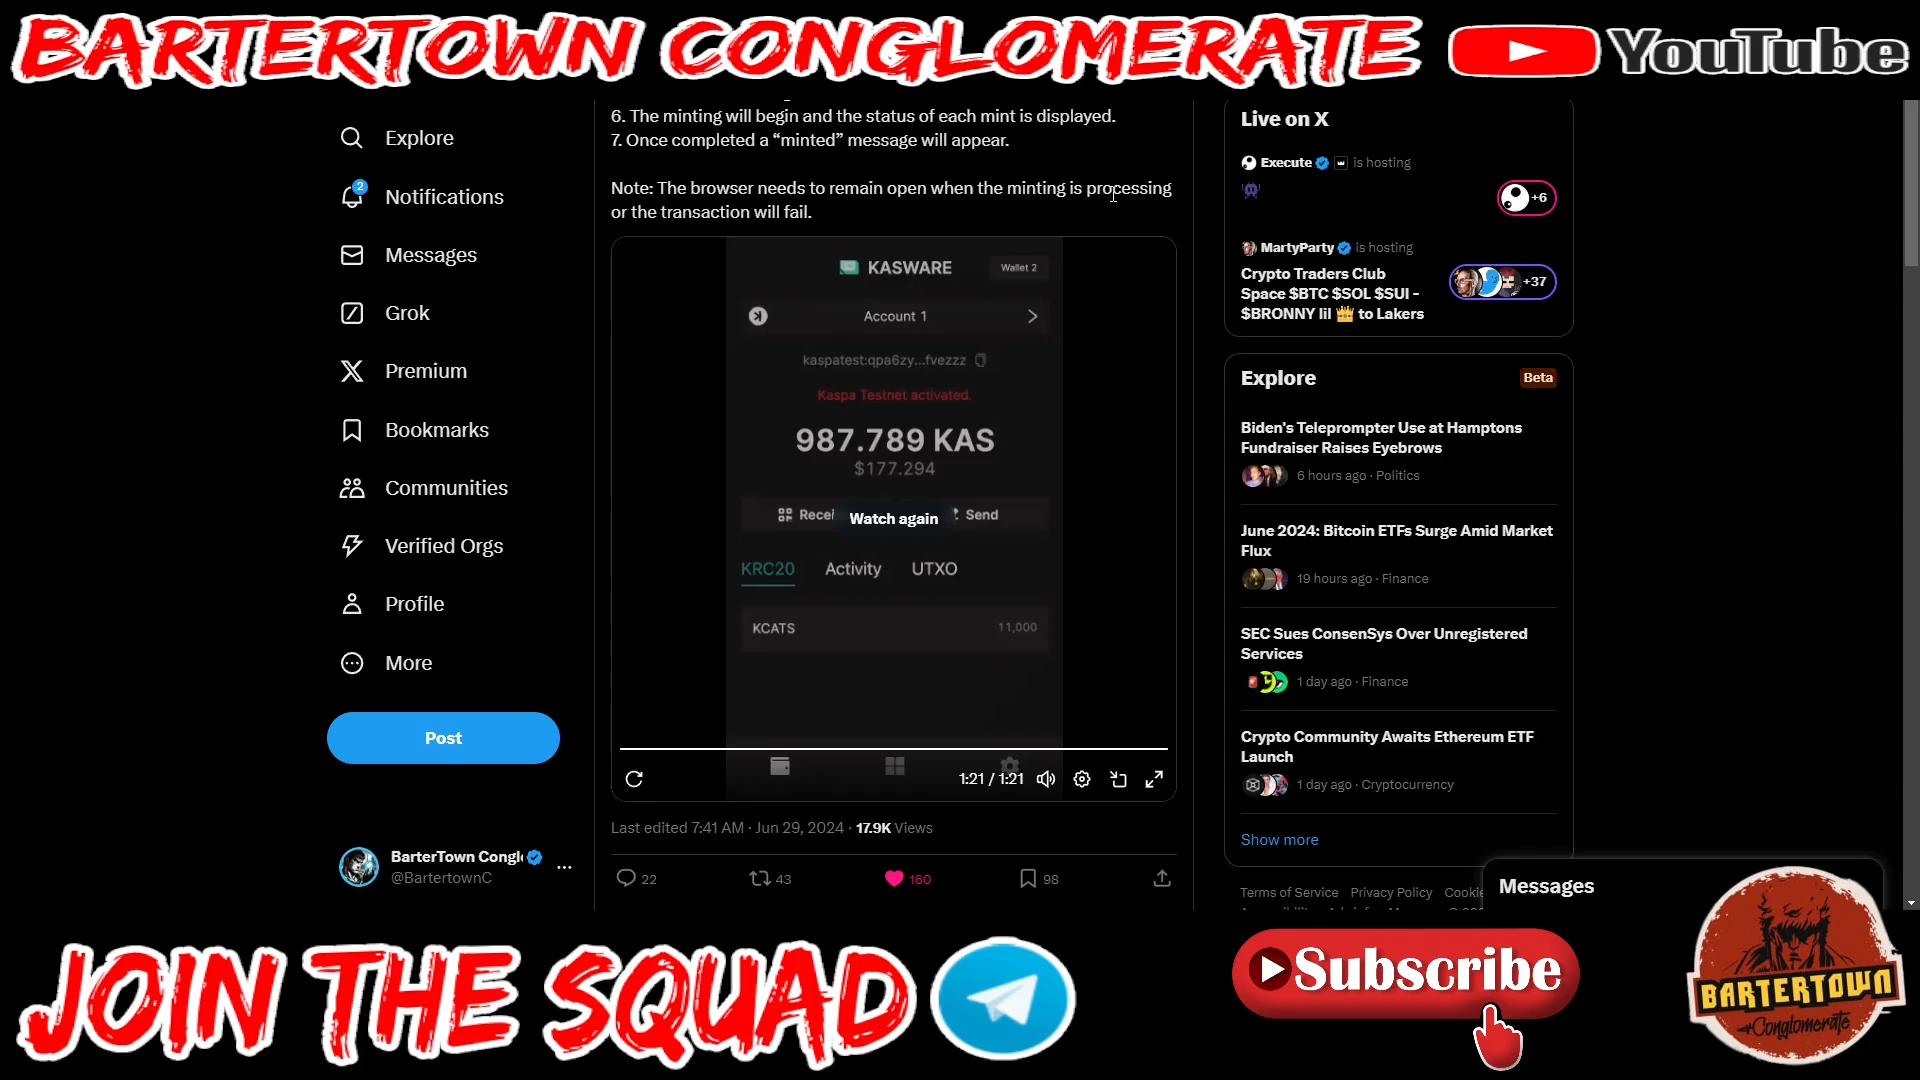 BARTERTOWN CONGLOMERATE YouTube
Explore
2
Notifications
Messages
Grok
Premium
Bookmarks
Communities
Verified Orgs
Profile
More
Post
BarterTown Congl
@BartertownC
6. The minting will begin and the status of each mint is displayed.
7. Once completed a “minted” message will appear.
Note: The browser needs to remain open when the minting is processing
or the transaction will fail.
KASWARE
Wallet 2
Account 1
kaspatest:qpa6zy...fvezzz
Kaspa Testnet activated.
987.789 KAS
$177.294
Recei
Watch again
Send
KRC20 Activity UTXO
KCATS 11,000
1:21 / 1:21
Last edited 7:41 AM · Jun 29, 2024 · 17.9K Views
22 43 160 98
Live on X
Execute is hosting
+6
MartyParty is hosting
Crypto Traders Club
Space $BTC $SOL $SUI -
$BRONNY lil 👑 to Lakers
+37
Explore Beta
Biden's Teleprompter Use at Hamptons
Fundraiser Raises Eyebrows
6 hours ago · Politics
June 2024: Bitcoin ETFs Surge Amid Market
Flux
19 hours ago · Finance
SEC Sues ConsenSys Over Unregistered
Services
1 day ago · Finance
Crypto Community Awaits Ethereum ETF
Launch
1 day ago · Cryptocurrency
Show more
Terms of Service Privacy Policy Cookie
Messages
JOIN THE SQUAD
Subscribe
BARTERTOWN
Conglomerate